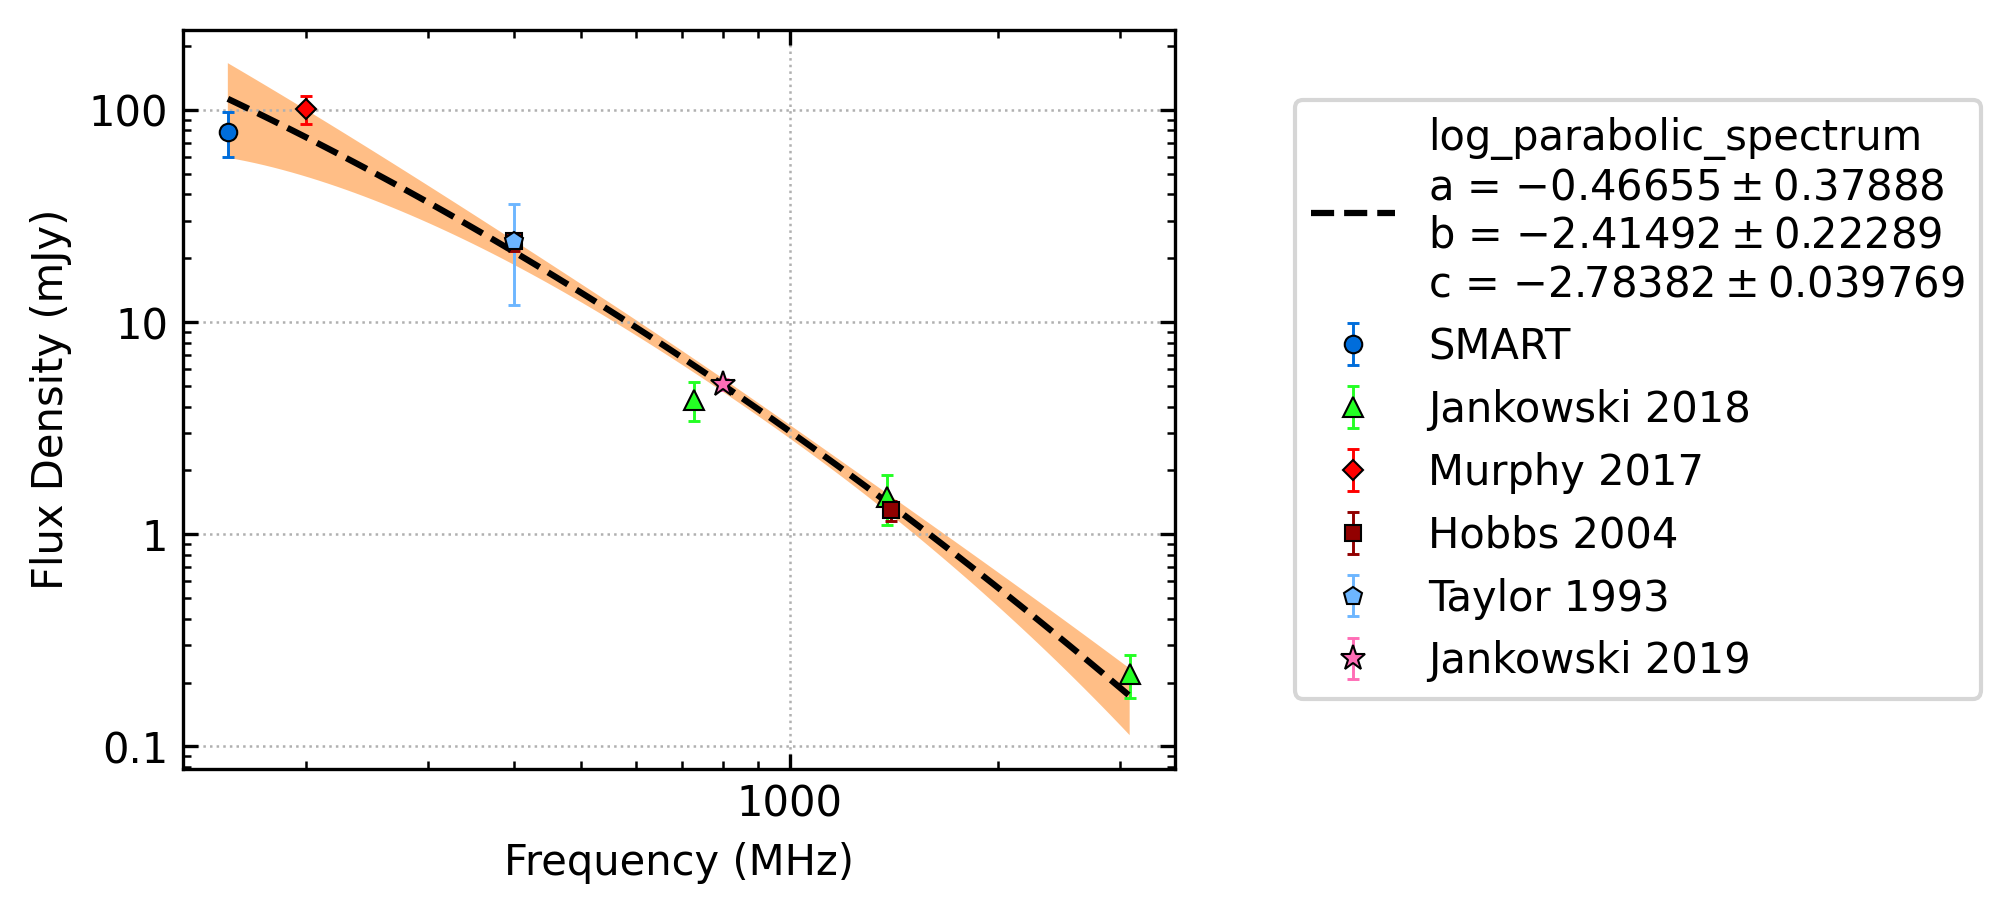 100
10
1
0.1
1000
Flux Density (mJy)
Frequency (MHz)
log_parabolic_spectrum
a = −0.46655 ± 0.37888
b = −2.41492 ± 0.22289
c = −2.78382 ± 0.039769
SMART
Jankowski 2018
Murphy 2017
Hobbs 2004
Taylor 1993
Jankowski 2019